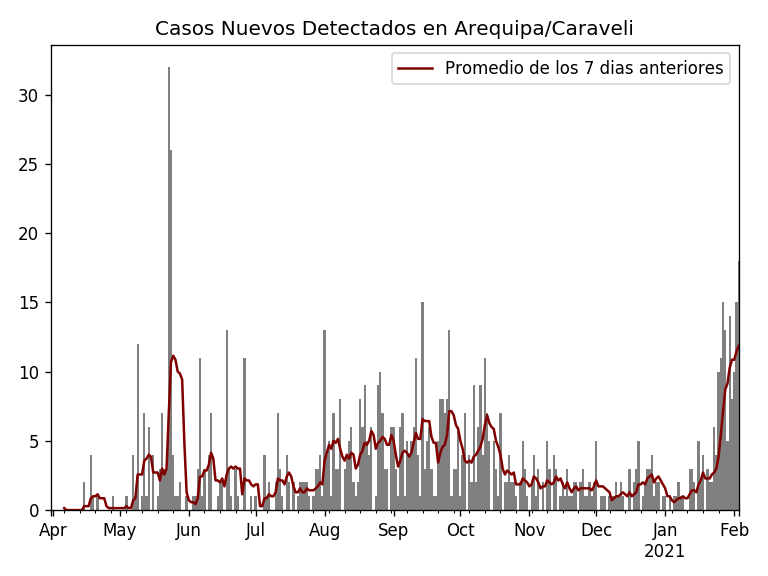 Casos Nuevos Detectados en Arequipa/Caraveli
Promedio de los 7 dias anteriores
30
25
20
15
10
5
0
Apr May Jun Jul Aug Sep Oct Nov Dec Jan Feb
2021